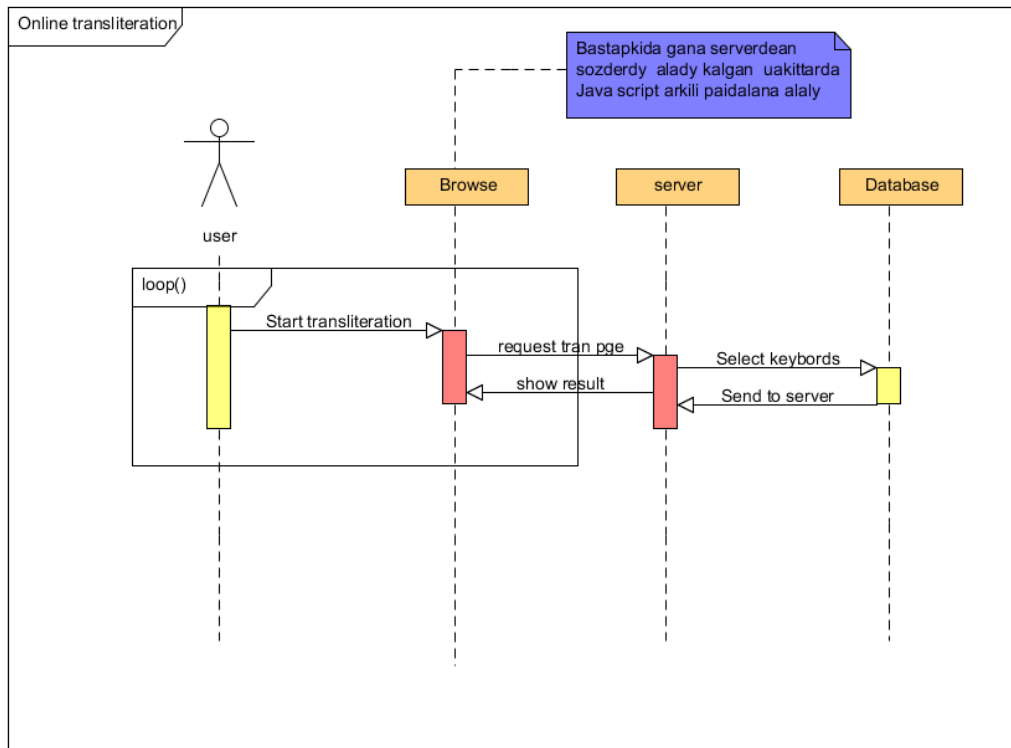 Online transliteration
Bastapkida gana serverdean
sozderdy alady kalgan uakittarda
Java script arkili paidalana alaly
Browse
server
Database
user
loop()
Start transliteration
request tran pge
Select keybords
show result
Send to server